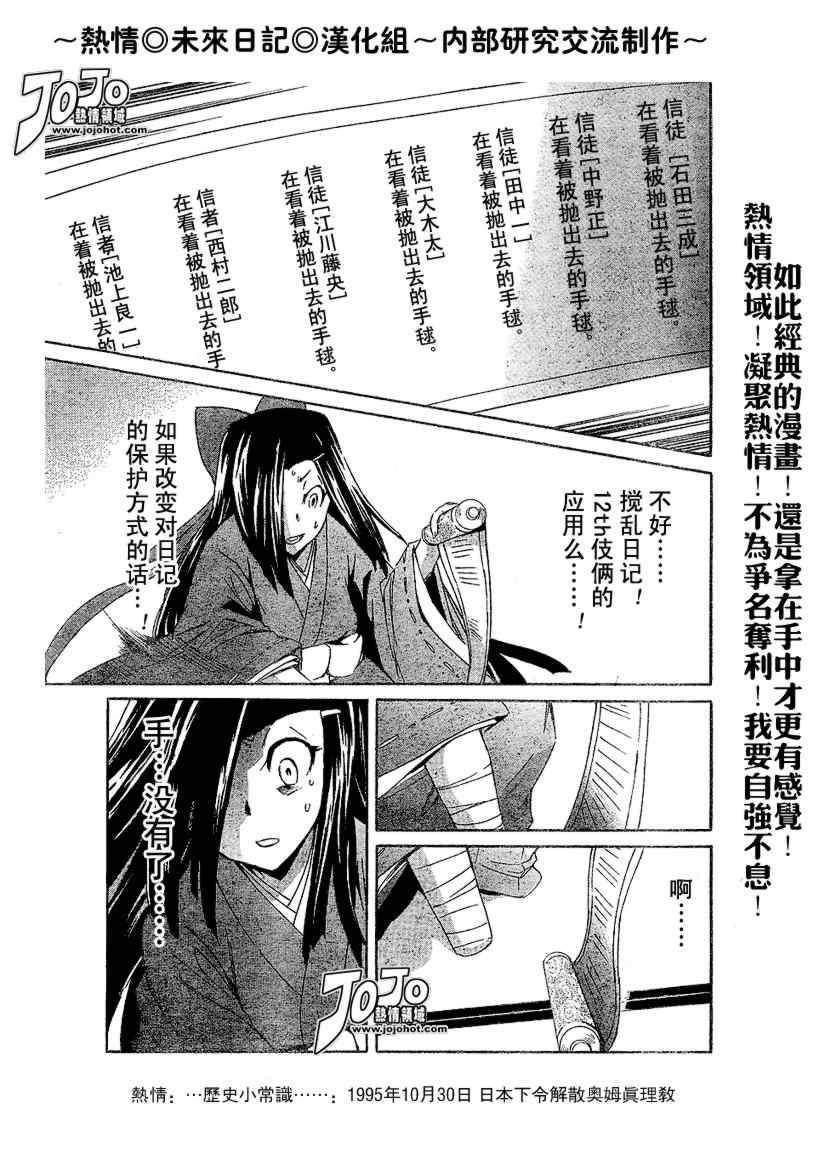 ～熱情◎未來日記◎漢化組～内部研究交流制作～
JOJO
熱情領域
www.jojohot.com
信徒［石田三成］
在看着被抛出去的手毬。
信徒［中野正］
在看着被抛出去的手毬。
信徒［田中一］
在看着被抛出去的手毬。
信徒［大木太］
在看着被抛出去的手毬。
信徒［江川藤央］
在看着被抛出去的手毬。
信者［西村二郎］
在看着被抛出去的手
信者［池上良一］
在看着被抛出去的
不好……
搅乱日记！
12th伎俩的
应用么……！
如果改变对日记
的保护方式的话…！
啊……
手…没有了……
JOJO
熱情領域
www.jojohot.com
如此經典的漫畫！還是拿在手中才更有感覺！
熱情領域！凝聚熱情！不為爭名奪利！我要自強不息！
熱情：…歷史小常識……：1995年10月30日 日本下令解散奥姆眞理教